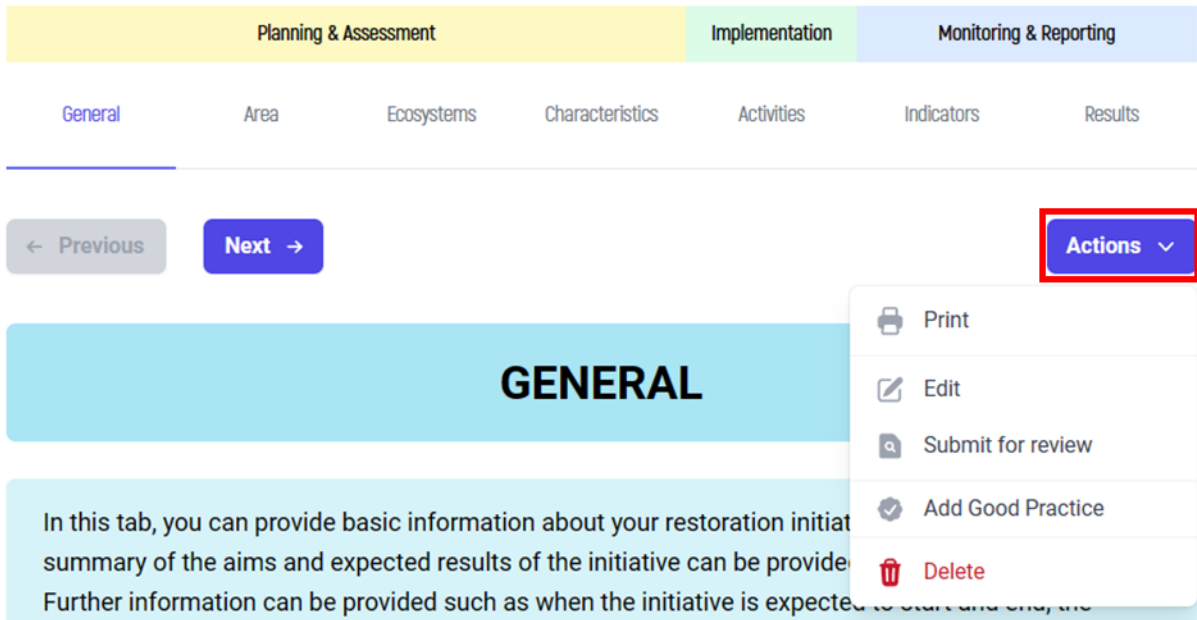 Planning & Assessment Implementation Monitoring & Reporting
General Area Ecosystems Characteristics Activities Indicators Results
← Previous Next → Actions
Print
GENERAL
Edit
Submit for review
Add Good Practice
Delete
In this tab, you can provide basic information about your restoration initiat
summary of the aims and expected results of the initiative can be provide
Further information can be provided such as when the initiative is expected to start and end, the